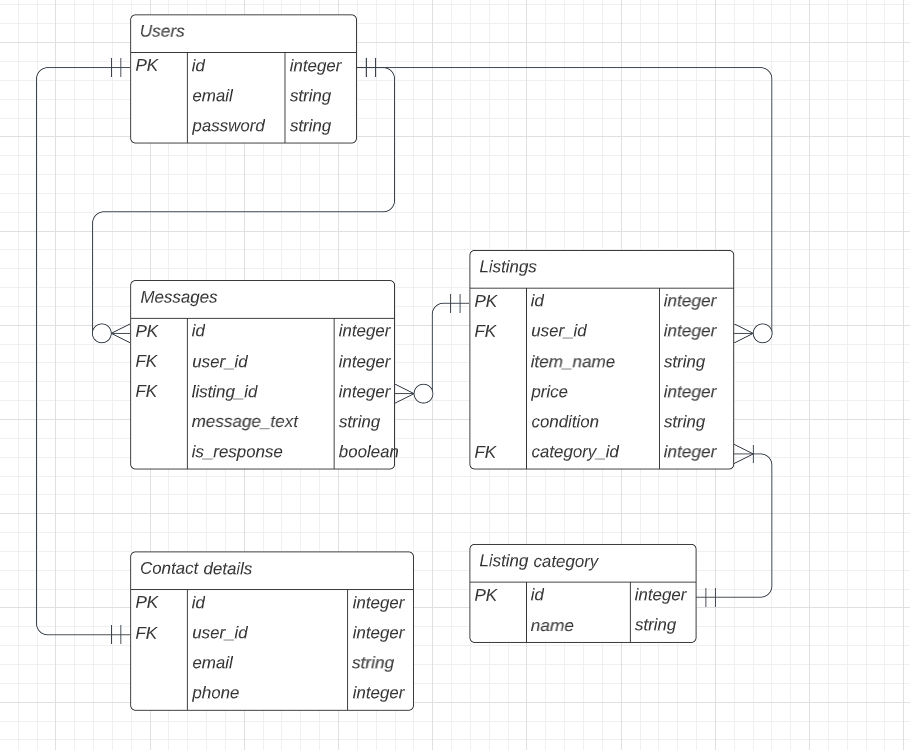 Users
PK id integer
email string
password string
Messages
PK id integer
FK user_id integer
FK listing_id integer
message_text string
is_response boolean
Listings
PK id integer
FK user_id integer
item_name string
price integer
condition string
FK category_id integer
Contact details
PK id integer
FK user_id integer
email string
phone integer
Listing category
PK id integer
name string